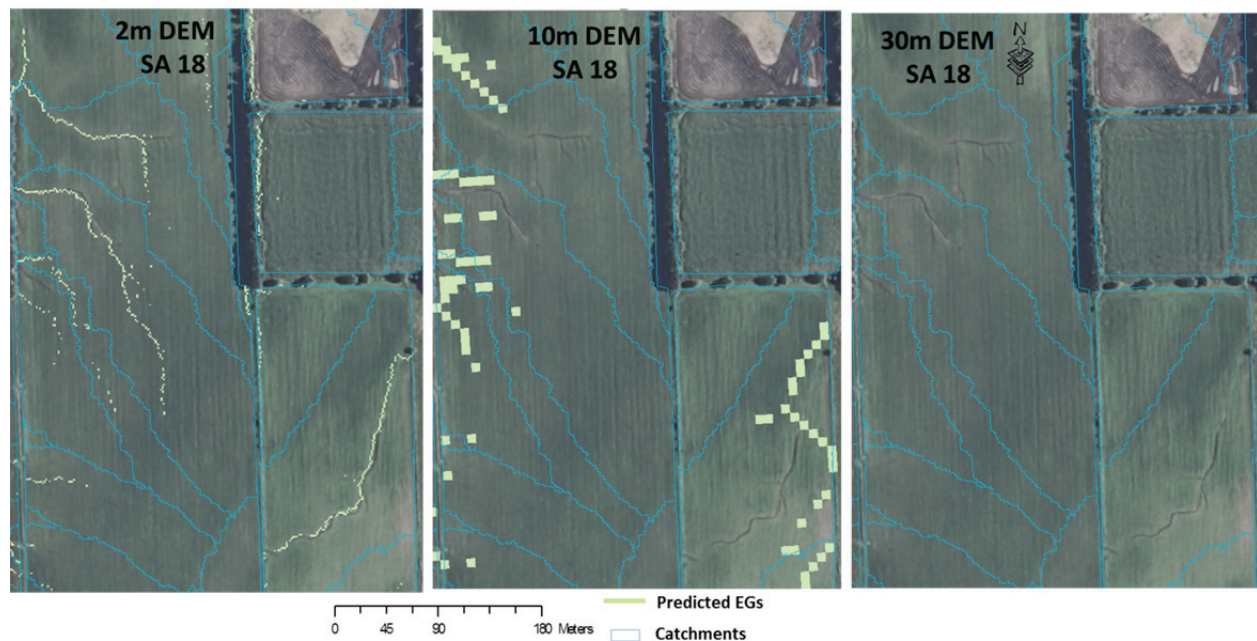 2m DEM
SA 18
10m DEM
SA 18
30m DEM
SA 18
N
0 45 90 180 Meters
Predicted EGs
Catchments